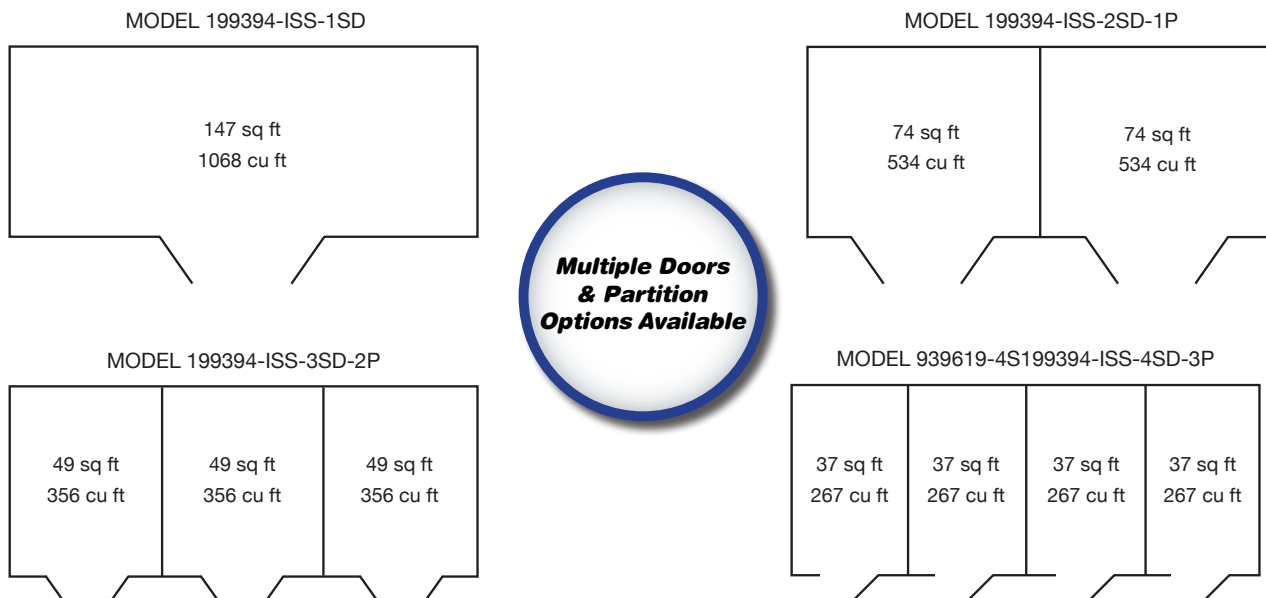 MODEL 199394-ISS-1SD
147 sq ft
1068 cu ft
MODEL 199394-ISS-2SD-1P
74 sq ft
534 cu ft
74 sq ft
534 cu ft
Multiple Doors
& Partition
Options Available
MODEL 199394-ISS-3SD-2P
49 sq ft
356 cu ft
49 sq ft
356 cu ft
49 sq ft
356 cu ft
MODEL 939619-4S199394-ISS-4SD-3P
37 sq ft
267 cu ft
37 sq ft
267 cu ft
37 sq ft
267 cu ft
37 sq ft
267 cu ft